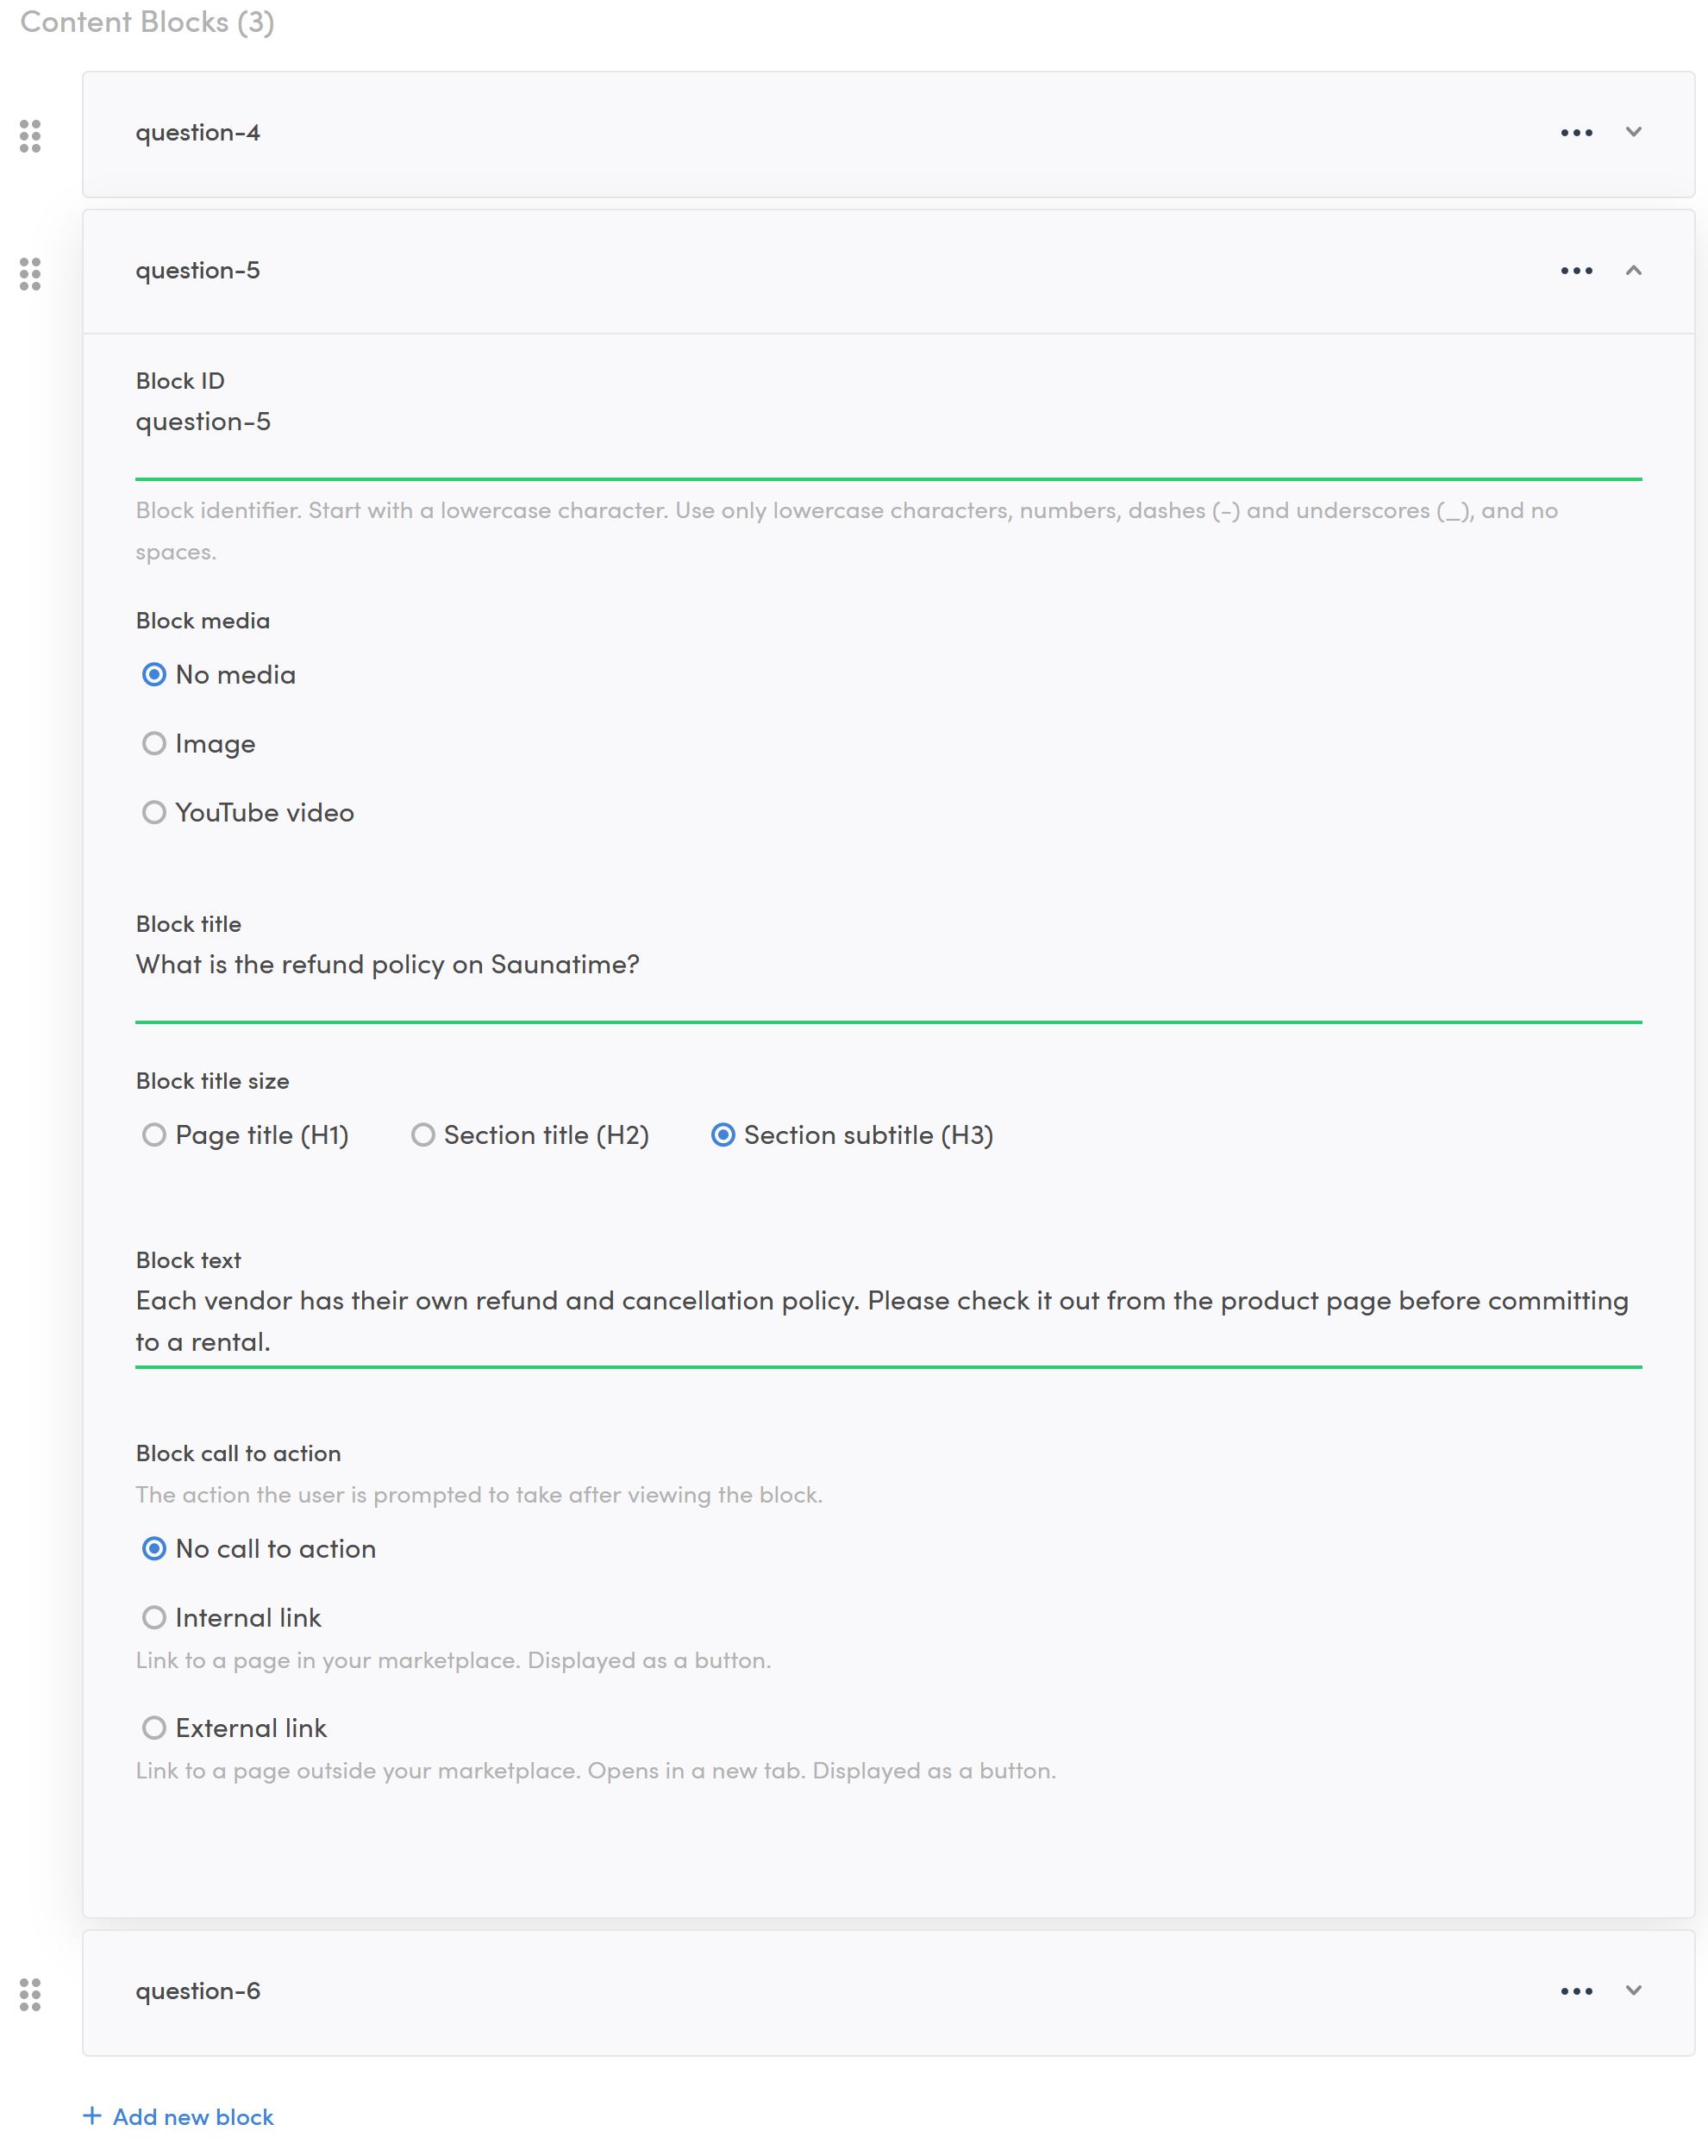 Content Blocks (3)
question-4
question-5
Block ID
question-5
Block identifier. Start with a lowercase character. Use only lowercase characters, numbers, dashes (-) and underscores (_), and no
spaces.
Block media
No media
Image
YouTube video
Block title
What is the refund policy on Saunatime?
Block title size
Page title (H1) Section title (H2) Section subtitle (H3)
Block text
Each vendor has their own refund and cancellation policy. Please check it out from the product page before committing
to a rental.
Block call to action
The action the user is prompted to take after viewing the block.
No call to action
Internal link
Link to a page in your marketplace. Displayed as a button.
External link
Link to a page outside your marketplace. Opens in a new tab. Displayed as a button.
question-6
+ Add new block